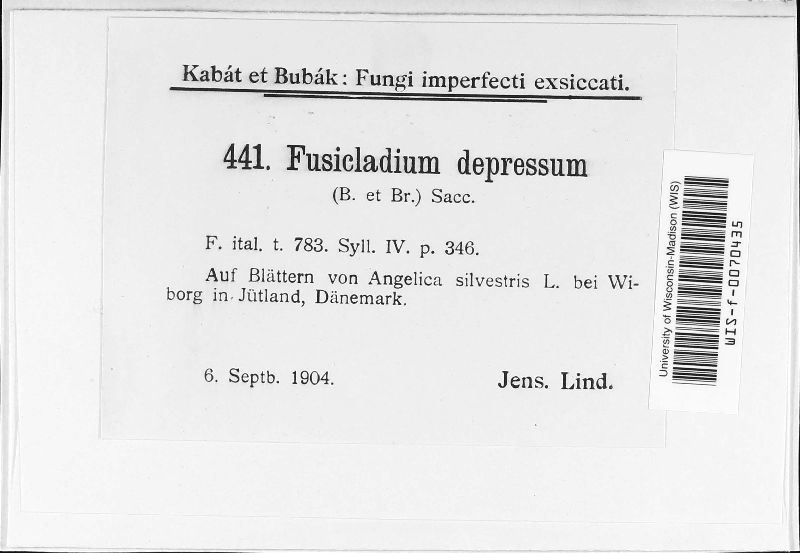 Kabát et Bubák: Fungi imperfecti exsiccati.
441. Fusicladium depressum
(B. et Br.) Sacc.
F. ital. t. 783. Syll. IV. p. 346.
Auf Blättern von Angelica silvestris L. bei Wi-
borg in Jütland, Dänemark.
6. Septb. 1904.
Jens. Lind.
University of Wisconsin-Madison (WIS)
WIS-f-0070435